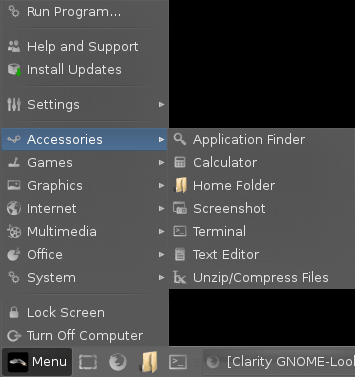 Run Program...
Help and Support
Install Updates
Settings
Accessories
Games
Graphics
Internet
Multimedia
Office
System
Lock Screen
Turn Off Computer
Application Finder
Calculator
Home Folder
Screenshot
Terminal
Text Editor
Unzip/Compress Files
Menu
[Clarity GNOME-Look